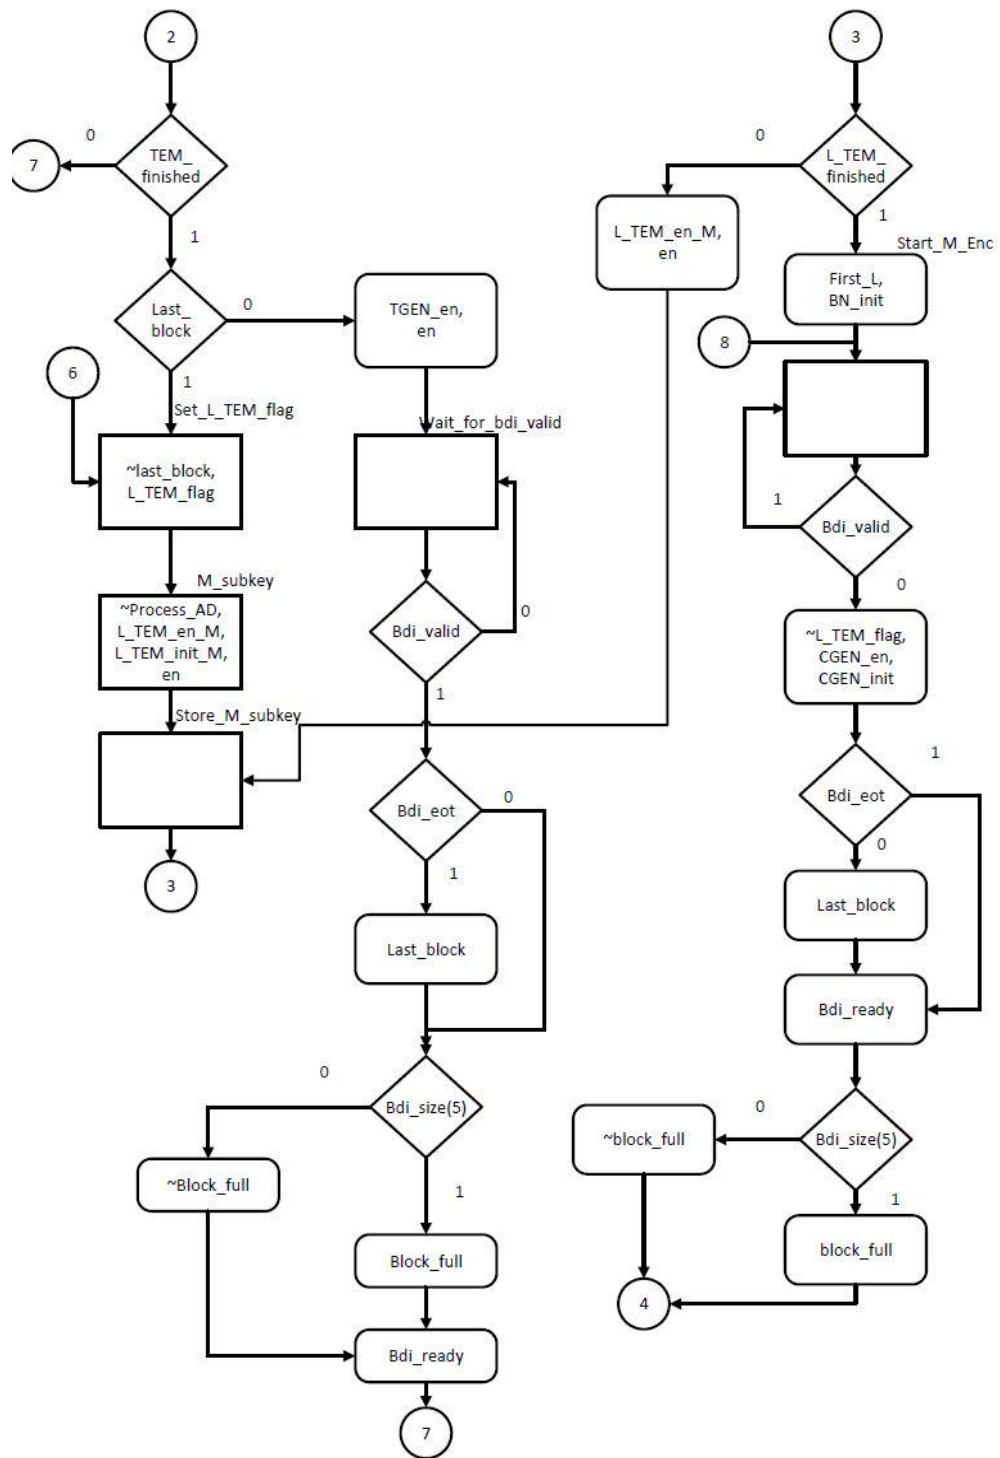 2
TEM_
finished
0
7
1
Last_
block
0
TGEN_en,
en
6
1
Set_L_TEM_flag
~last_block,
L_TEM_flag
Wait_for_bdi_valid
M_subkey
~Process_AD,
L_TEM_en_M,
L_TEM_init_M,
en
Bdi_valid
0
1
Store_M_subkey
3
Bdi_eot
0
1
Last_block
Bdi_size(5)
0
~Block_full
1
Block_full
Bdi_ready
7
3
0
L_TEM_
finished
1
L_TEM_en_M,
en
Start_M_Enc
First_L,
BN_init
8
1
Bdi_valid
0
~L_TEM_flag,
CGEN_en,
CGEN_init
Bdi_eot
1
0
Last_block
Bdi_ready
0
~block_full
Bdi_size(5)
1
block_full
4